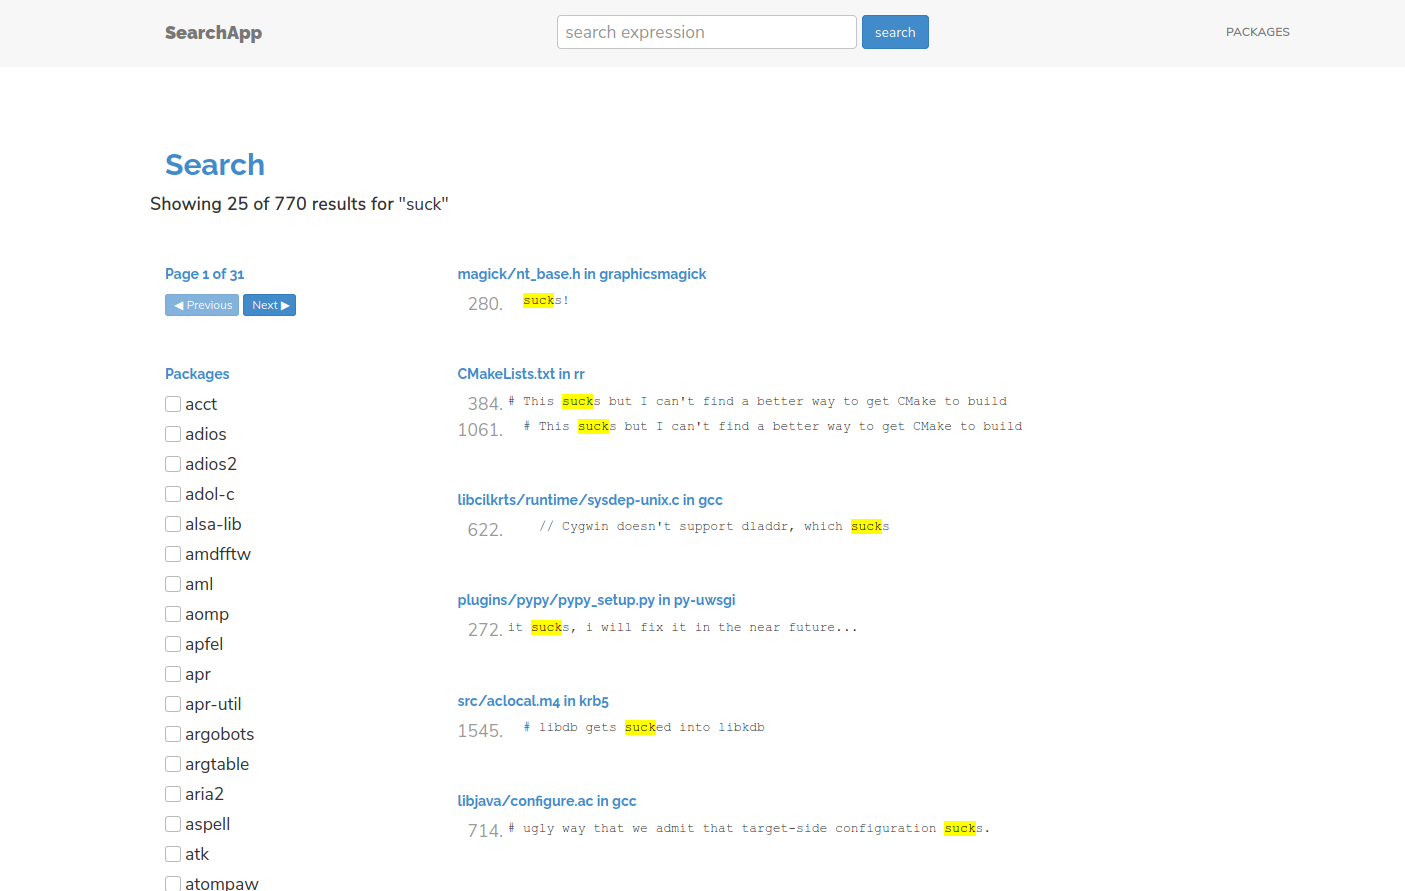 SearchApp
search expression
search
PACKAGES
Search
Showing 25 of 770 results for "suck"
Page 1 of 31
◀ Previous
Next ▶
Packages
acct
adios
adios2
adol-c
alsa-lib
amdfftw
aml
aomp
apfel
apr
apr-util
argobots
argtable
aria2
aspell
atk
atompaw
magick/nt_base.h in graphicsmagick
280. sucks!
CMakeLists.txt in rr
384. # This sucks but I can't find a better way to get CMake to build
1061. # This sucks but I can't find a better way to get CMake to build
libcilkrts/runtime/sysdep-unix.c in gcc
622. // Cygwin doesn't support dladdr, which sucks
plugins/pypy/pypy_setup.py in py-uwsgi
272. it sucks, i will fix it in the near future...
src/aclocal.m4 in krb5
1545. # libdb gets sucked into libkdb
libjava/configure.ac in gcc
714. # ugly way that we admit that target-side configuration sucks.